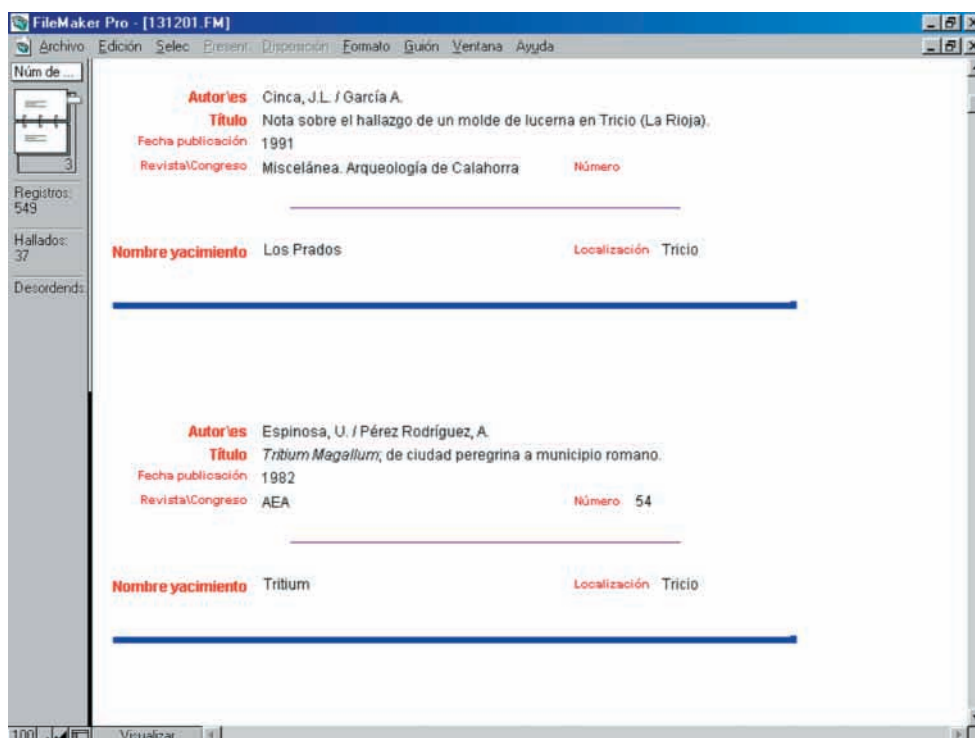 FileMaker Pro - [131201.FM]
Archivo Edición Selec Present. Disposición Formato Guión Ventana Ayuda
Núm de ...
3
Registros:
549
Hallados:
37
Desordends
Autor\es Cinca, J.L. / García A.
Título Nota sobre el hallazgo de un molde de lucerna en Tricio (La Rioja).
Fecha publicación 1991
Revista\Congreso Miscelánea. Arqueología de Calahorra Número
Nombre yacimiento Los Prados Localización Tricio
Autor\es Espinosa, U. / Pérez Rodríguez, A.
Título Tritium Magallum; de ciudad peregrina a municipio romano.
Fecha publicación 1982
Revista\Congreso AEA Número 54
Nombre yacimiento Tritium Localización Tricio
100 Visualizar